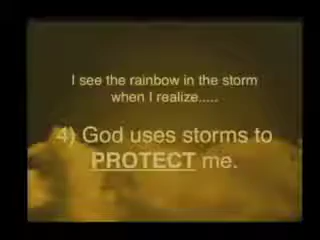 I see the rainbow in the storm
when I realize.....
4) God uses storms to
PROTECT me.